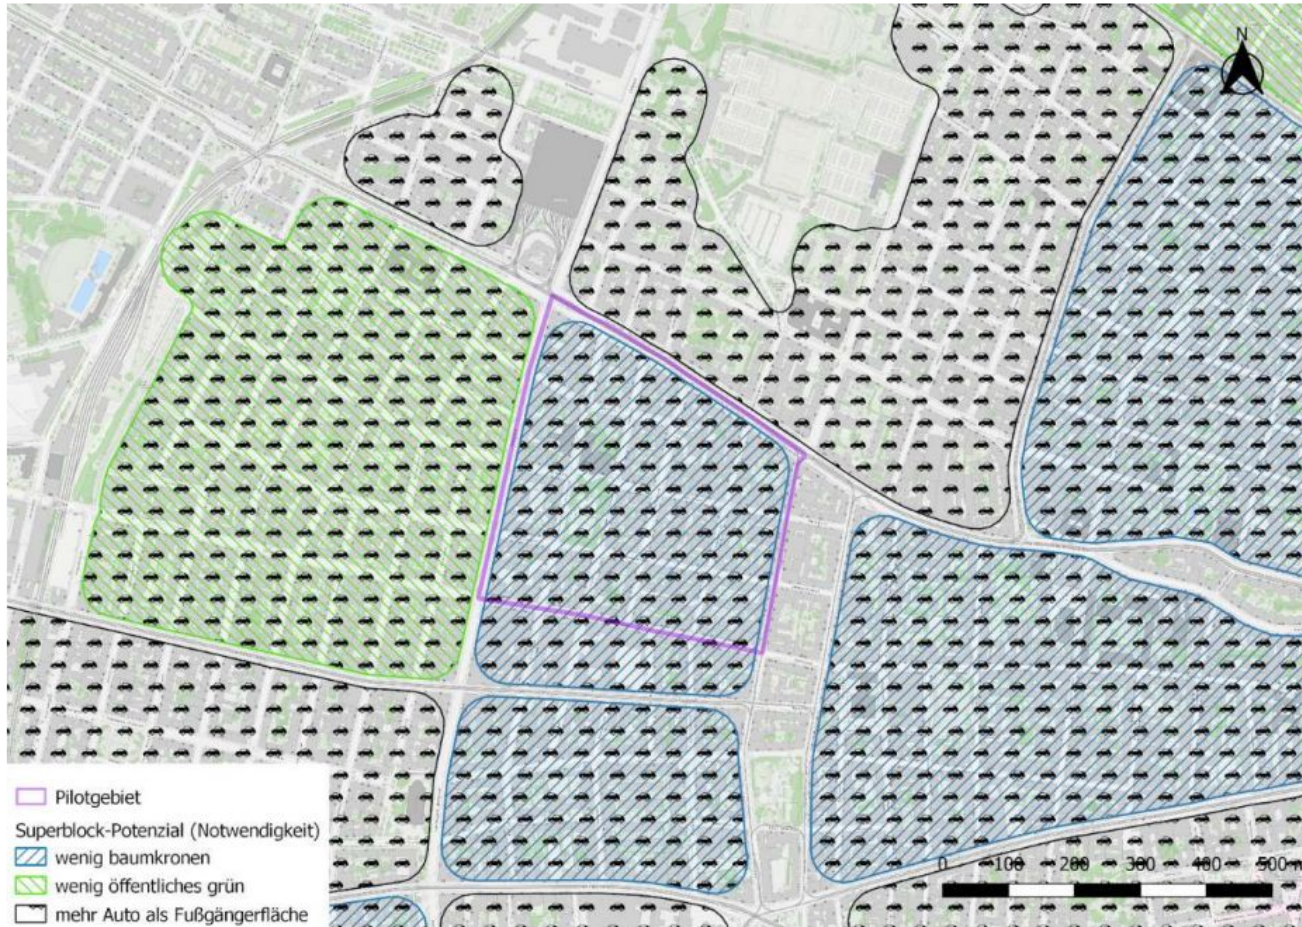 N
0 100 200 300 400 500 m
Pilotgebiet
Superblock-Potenzial (Notwendigkeit)
wenig baumkronen
wenig öffentliches grün
mehr Auto als Fußgängerfläche